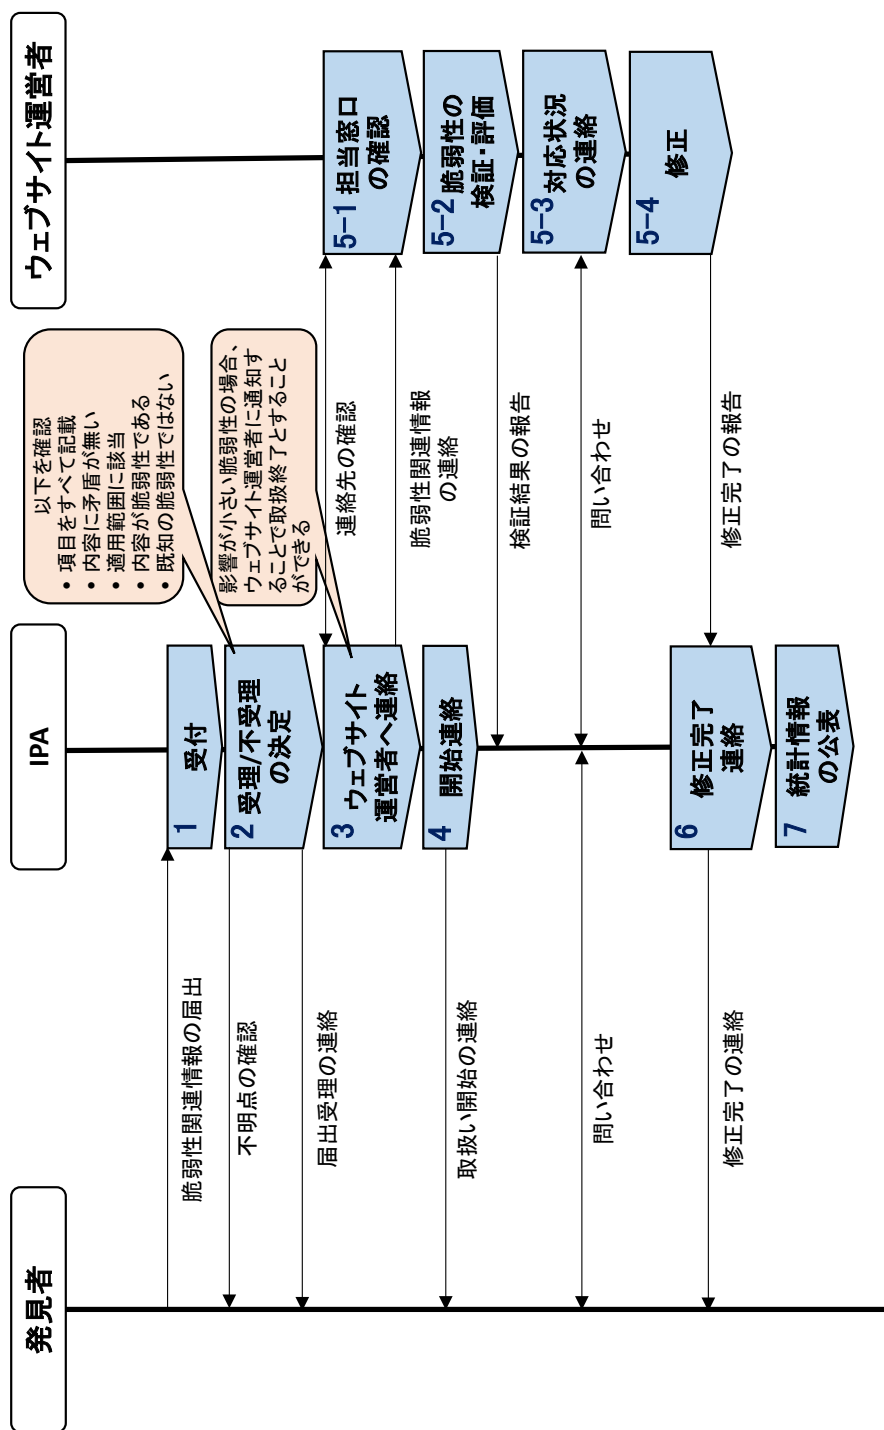 発見者
IPA
ウェブサイト運営者
以下を確認
• 項目をすべて記載
• 内容に矛盾が無い
• 適用範囲に該当
• 内容が脆弱性である
• 既知の脆弱性ではない
影響が小さい脆弱性の場合、
ウェブサイト運営者に通知す
ることで取扱終了とすること
ができる
脆弱性関連情報の届出
1 受付
不明点の確認
2 受理/不受理
の決定
届出受理の連絡
3 ウェブサイト
運営者へ連絡
連絡先の確認
5-1 担当窓口
の確認
脆弱性関連情報
の連絡
取扱い開始の連絡
4 開始連絡
5-2 脆弱性の
検証・評価
検証結果の報告
問い合わせ
問い合わせ
5-3 対応状況
の連絡
5-4 修正
修正完了の報告
6 修正完了
連絡
修正完了の連絡
7 統計情報
の公表